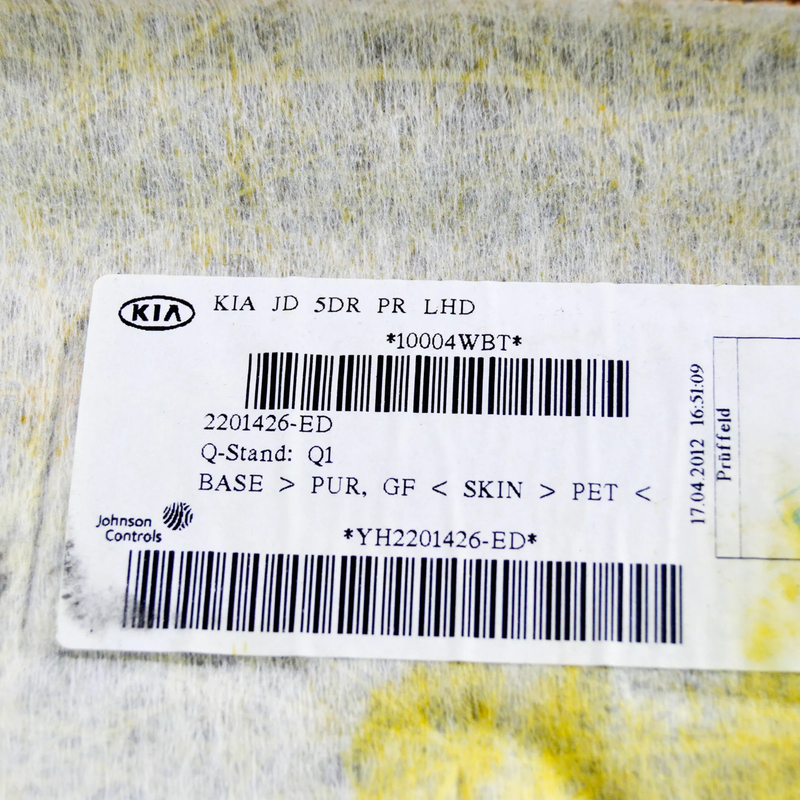 KIA
KIA JD 5DR PR LHD
*10004WBT*
2201426-ED
Q-Stand: Q1
BASE > PUR, GF < SKIN > PET <
Johnson
Controls
*YH2201426-ED*
17.04.2012 16:51:09
Prüffeld